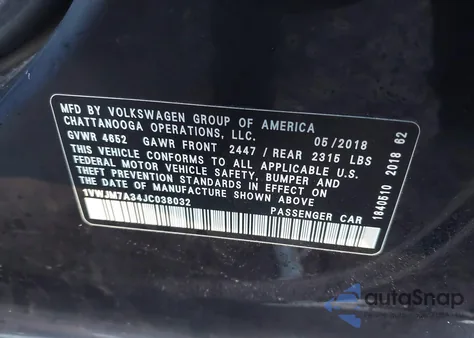 MFD BY VOLKSWAGEN GROUP OF AMERICA
CHATTANOOGA OPERATIONS, LLC. 05/2018
GVWR 4652 GAWR FRONT 2447 / REAR 2315 LBS
THIS VEHICLE CONFORMS TO ALL APPLICABLE U.S.
FEDERAL MOTOR VEHICLE SAFETY, BUMPER AND
THEFT PREVENTION STANDARDS IN EFFECT ON THE
DATE OF MANUFACTURE SHOWN ABOVE.
PASSENGER CAR
1840510 2018 62
autoSnap